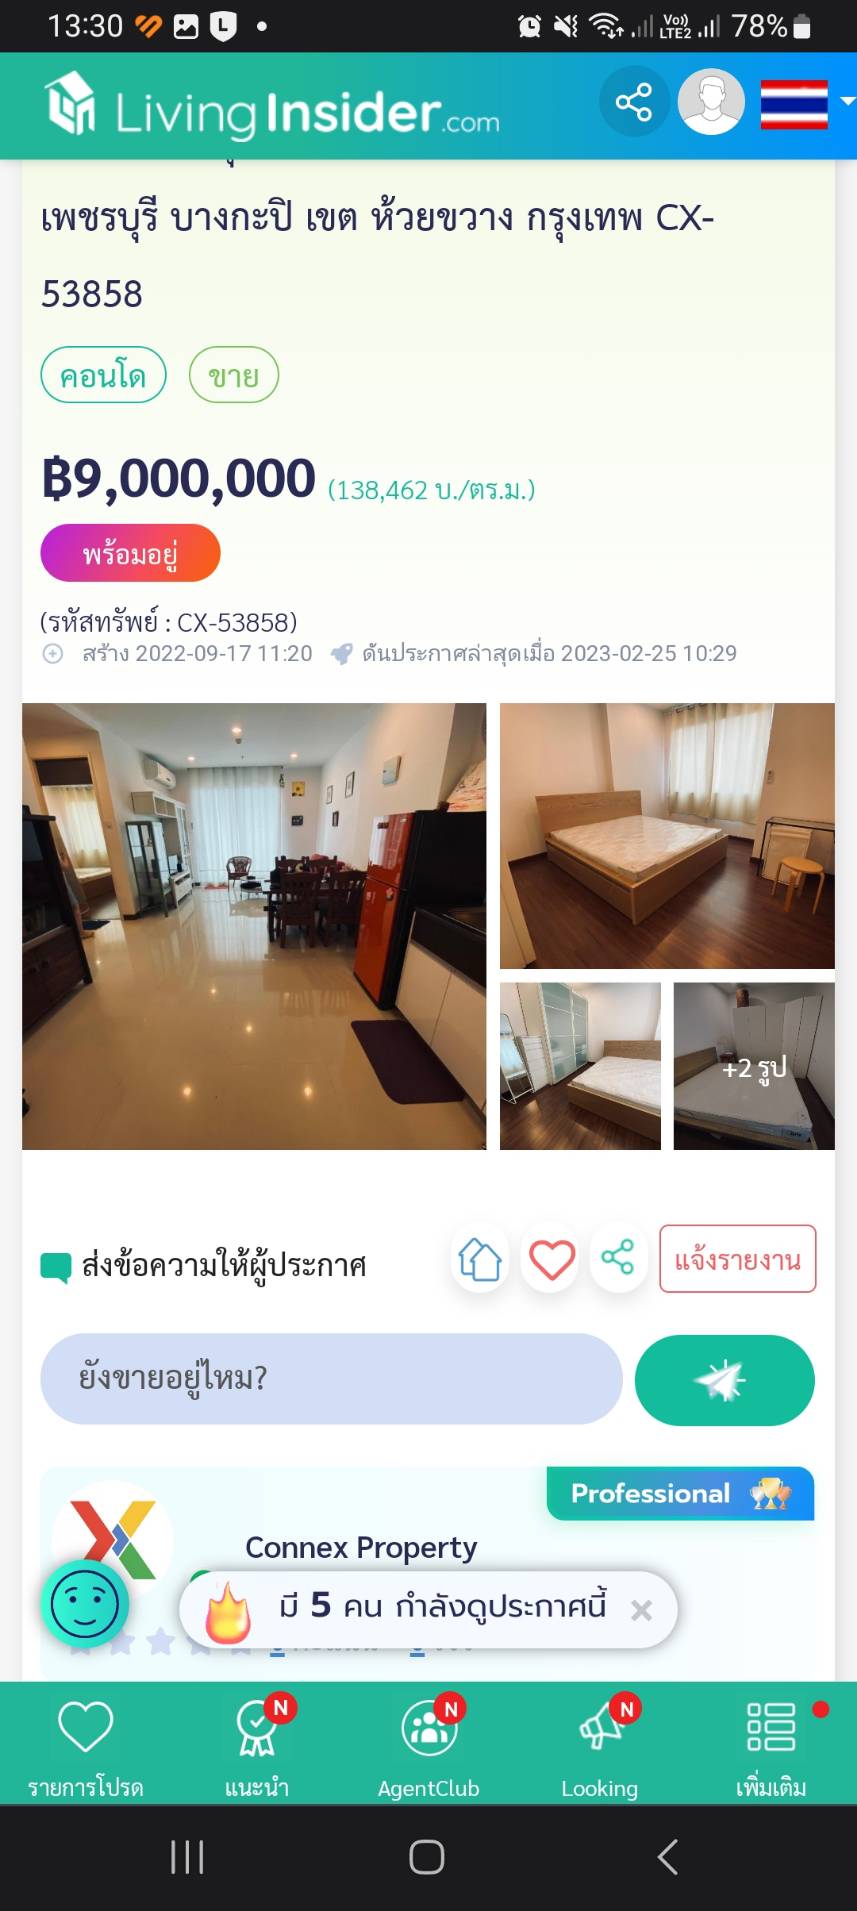 13:30
L
Vo))
LTE2
78%
LivingInsider.com
เพชรบุรี บางกะปิ เขต ห้วยขวาง กรุงเทพ CX-
53858
คอนโด ขาย
฿9,000,000 (138,462 บ./ตร.ม.)
พร้อมอยู่
(รหัสทรัพย์ : CX-53858)
สร้าง 2022-09-17 11:20 ดันประกาศล่าสุดเมื่อ 2023-02-25 10:29
+2 รูป
ส่งข้อความให้ผู้ประกาศ
แจ้งรายงาน
ยังขายอยู่ไหม?
Professional
Connex Property
มี 5 คน กำลังดูประกาศนี้
N N N
รายการโปรด แนะนำ AgentClub Looking เพิ่มเติม